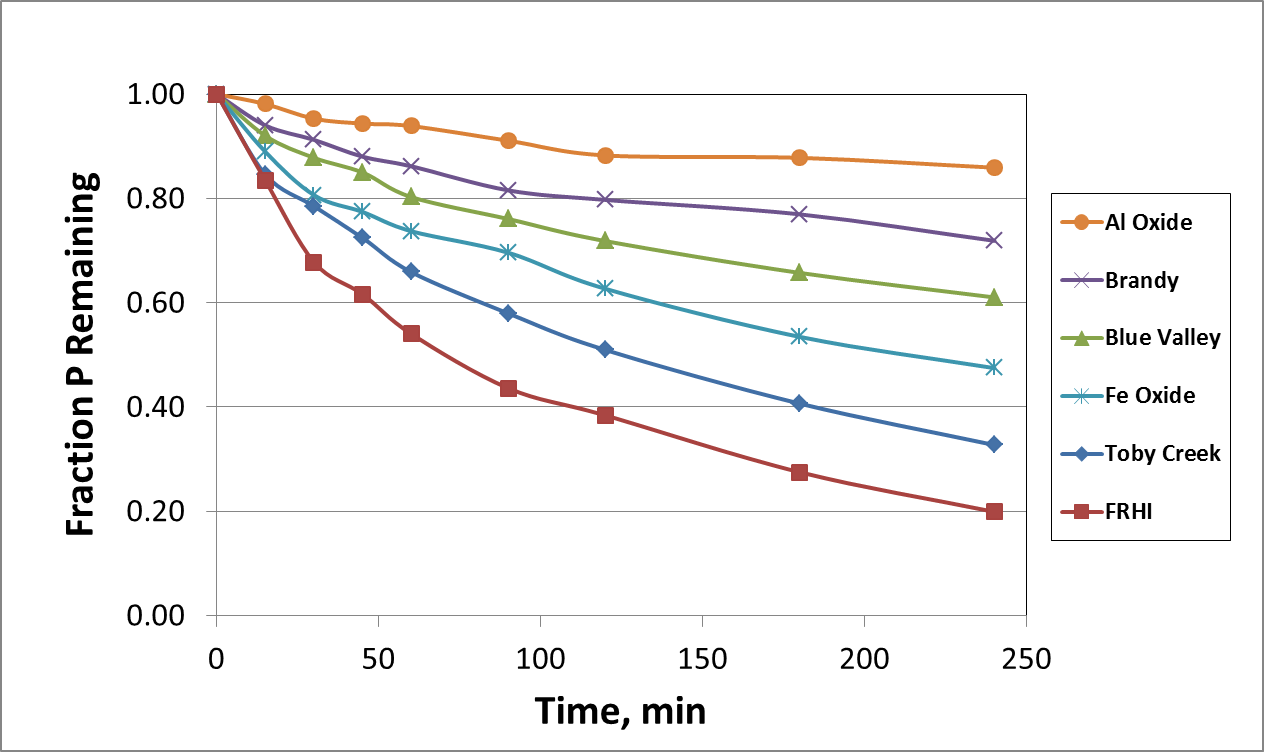 1.00
0.80
0.60
0.40
0.20
0.00
Fraction P Remaining
0 50 100 150 200 250
Time, min
Al Oxide
Brandy
Blue Valley
Fe Oxide
Toby Creek
FRHI